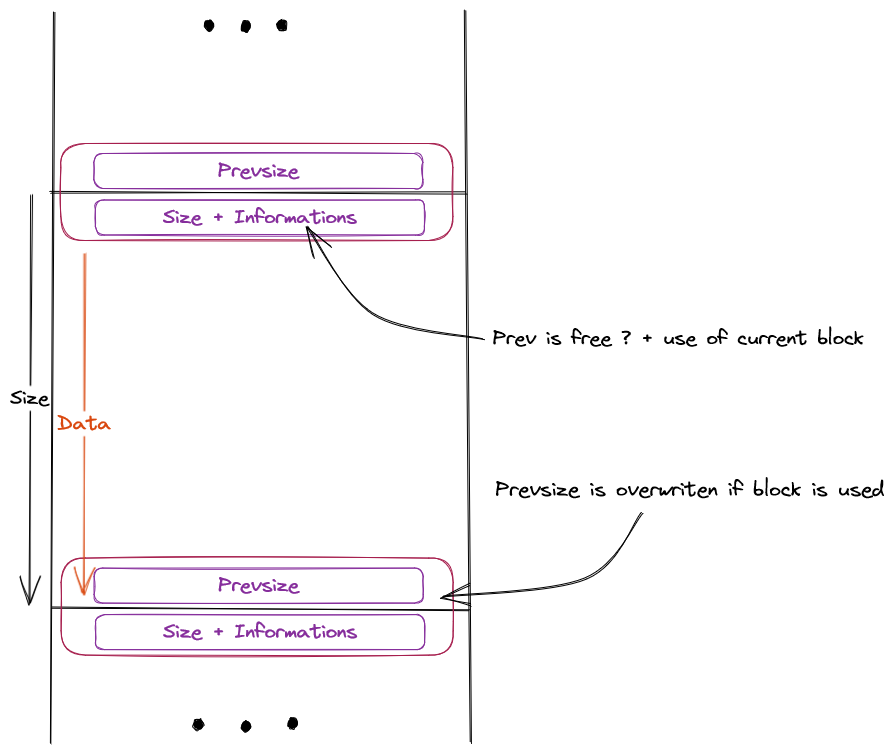 Prevsize
Size + Informations
Prev is free ? + use of current block
Size
Data
Prevsize is overwriten if block is used
Prevsize
Size + Informations